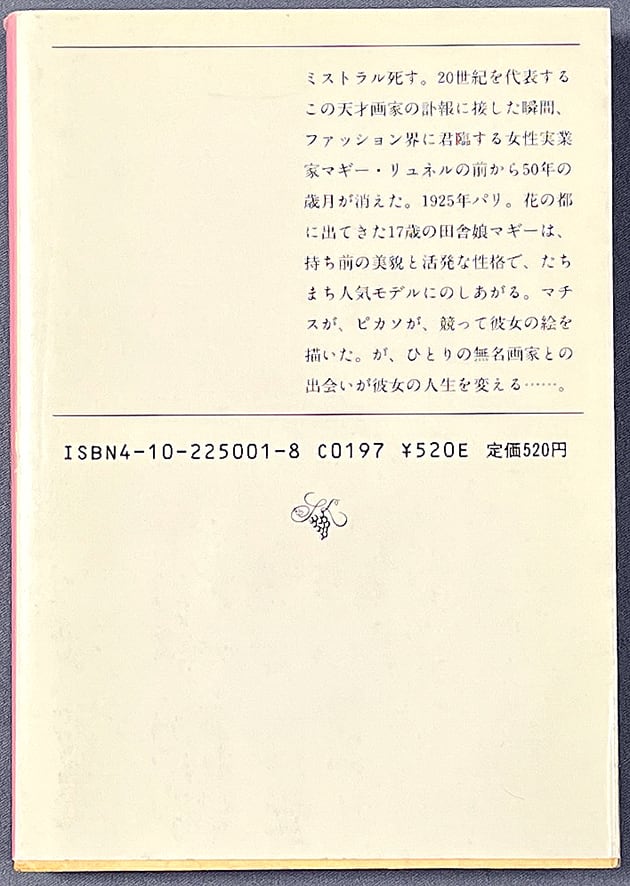 ミストラル死す。20世紀を代表する
この天才画家の訃報に接した瞬間、
ファッション界に君臨する女性実業
家マギー・リュネルの前から50年の
歳月が消えた。1925年パリ。花の都
に出てきた17歳の田舎娘マギーは、
持ち前の美貌と活発な性格で、たち
まち人気モデルにのしあがる。マチ
スが、ピカソが、競って彼女の絵を
描いた。が、ひとりの無名画家との
出会いが彼女の人生を変える……。
ISBN4-10-225001-8 C0197 ¥520E 定価520円